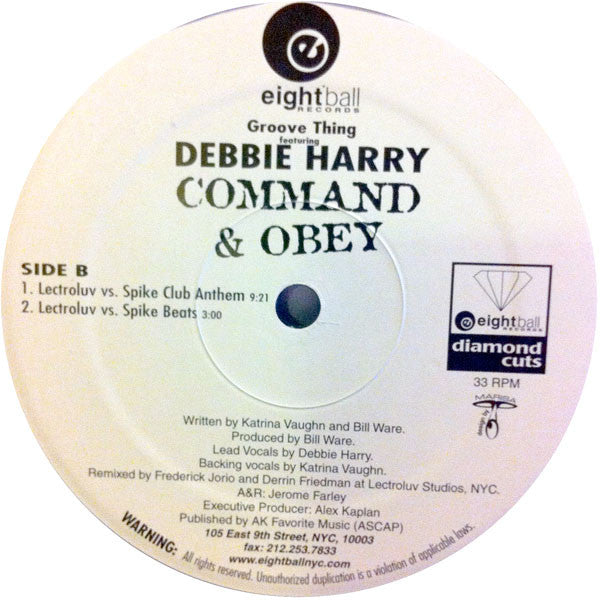 e
eightball
RECORDS
Groove Thing
featuring
DEBBIE HARRY
COMMAND
& OBEY
SIDE B
1. Lectroluv vs. Spike Club Anthem 9:21
2. Lectroluv vs. Spike Beats 3:00
e eightball
RECORDS
diamond
cuts
33 RPM
MARISA
design by
Written by Katrina Vaughn and Bill Ware.
Produced by Bill Ware.
Lead Vocals by Debbie Harry.
Backing vocals by Katrina Vaughn.
Remixed by Frederick Jorio and Derrin Friedman at Lectroluv Studios, NYC.
A&R: Jerome Farley
Executive Producer: Alex Kaplan
Published by AK Favorite Music (ASCAP)
105 East 9th Street, NYC, 10003
fax: 212.253.7833
www.eightballnyc.com
WARNING: All rights reserved. Unauthorized duplication is a violation of applicable laws.